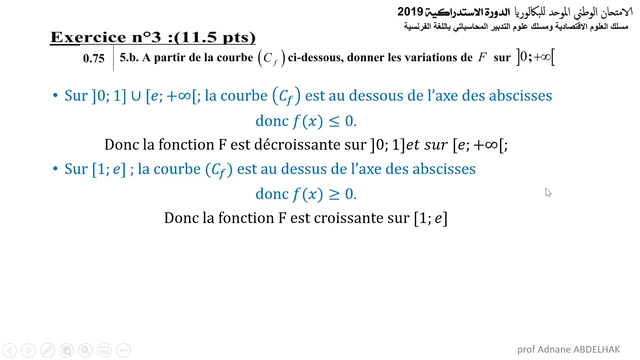 الامتحان الوطني الموحد للبكالوريا الدورة الاستدراكية 2019
مسلك العلوم الاقتصادية ومسلك علوم التدبير المحاسباتي باللغة الفرنسية
Exercice n°3 :(11.5 pts)
0.75 5.b. A partir de la courbe (C_f) ci-dessous, donner les variations de F sur ]0;+∞[
• Sur ]0; 1] ∪ [e; +∞[; la courbe (C_f) est au dessous de l’axe des abscisses
donc f(x) ≤ 0.
Donc la fonction F est décroissante sur ]0; 1]et sur [e; +∞[;
• Sur [1; e] ; la courbe (C_f) est au dessus de l’axe des abscisses
donc f(x) ≥ 0.
Donc la fonction F est croissante sur [1; e]
prof Adnane ABDELHAK